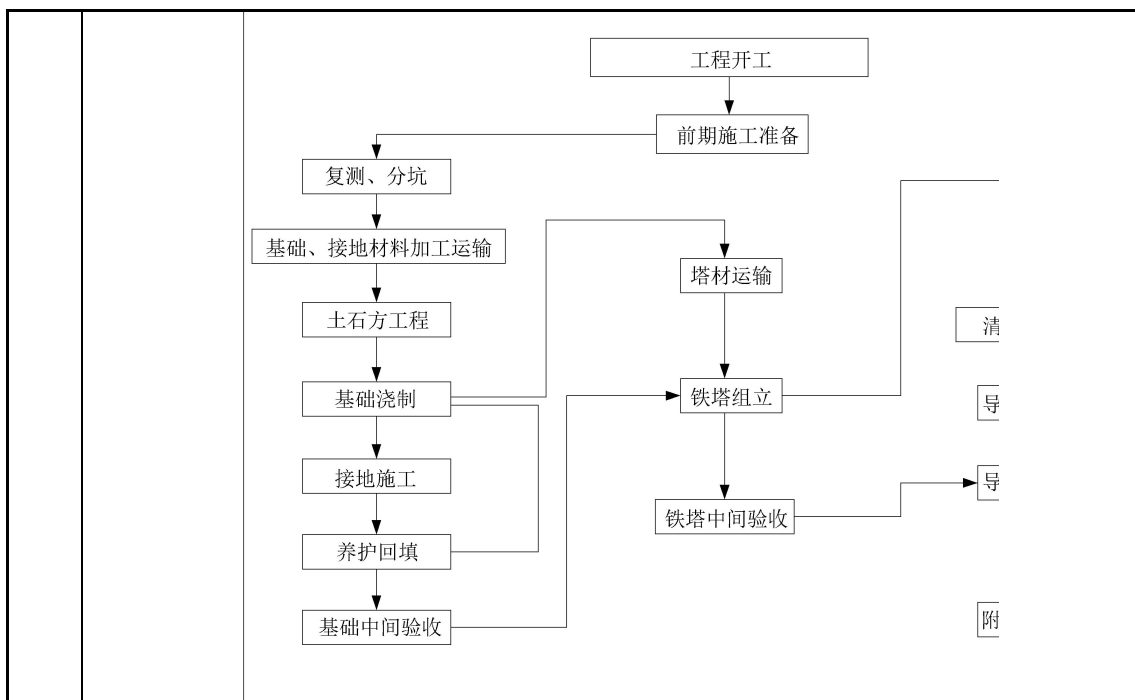 工程开工
前期施工准备
复测、分坑
基础、接地材料加工运输
土石方工程
基础浇制
接地施工
养护回填
基础中间验收
塔材运输
铁塔组立
铁塔中间验收
清
导
导
附